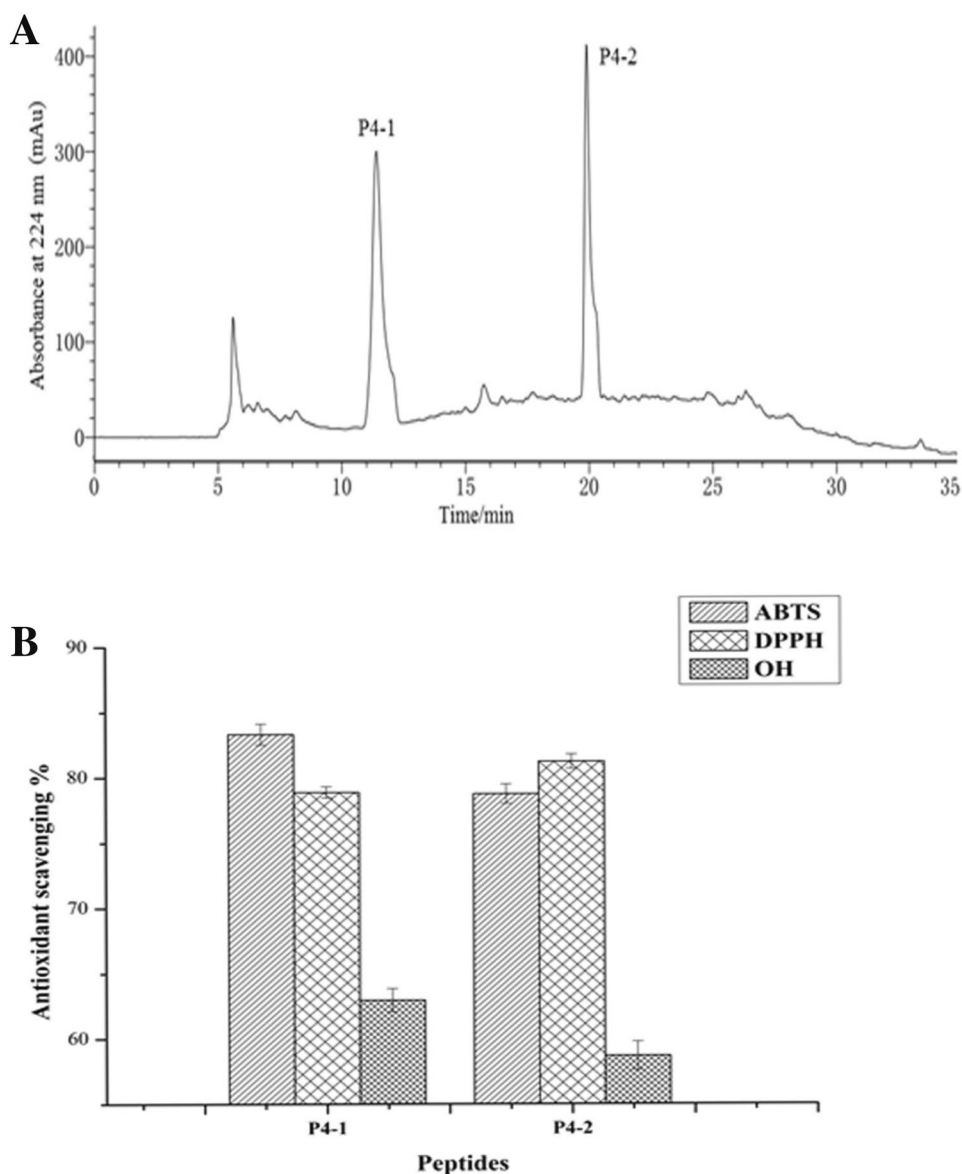 A
Absorbance at 224 nm (mAu)
400
300
200
100
0
P4-1
P4-2
0 5 10 15 20 25 30 35
Time/min
B
ABTS
DPPH
OH
Antioxidant scavenging %
90
80
70
60
P4-1 P4-2
Peptides